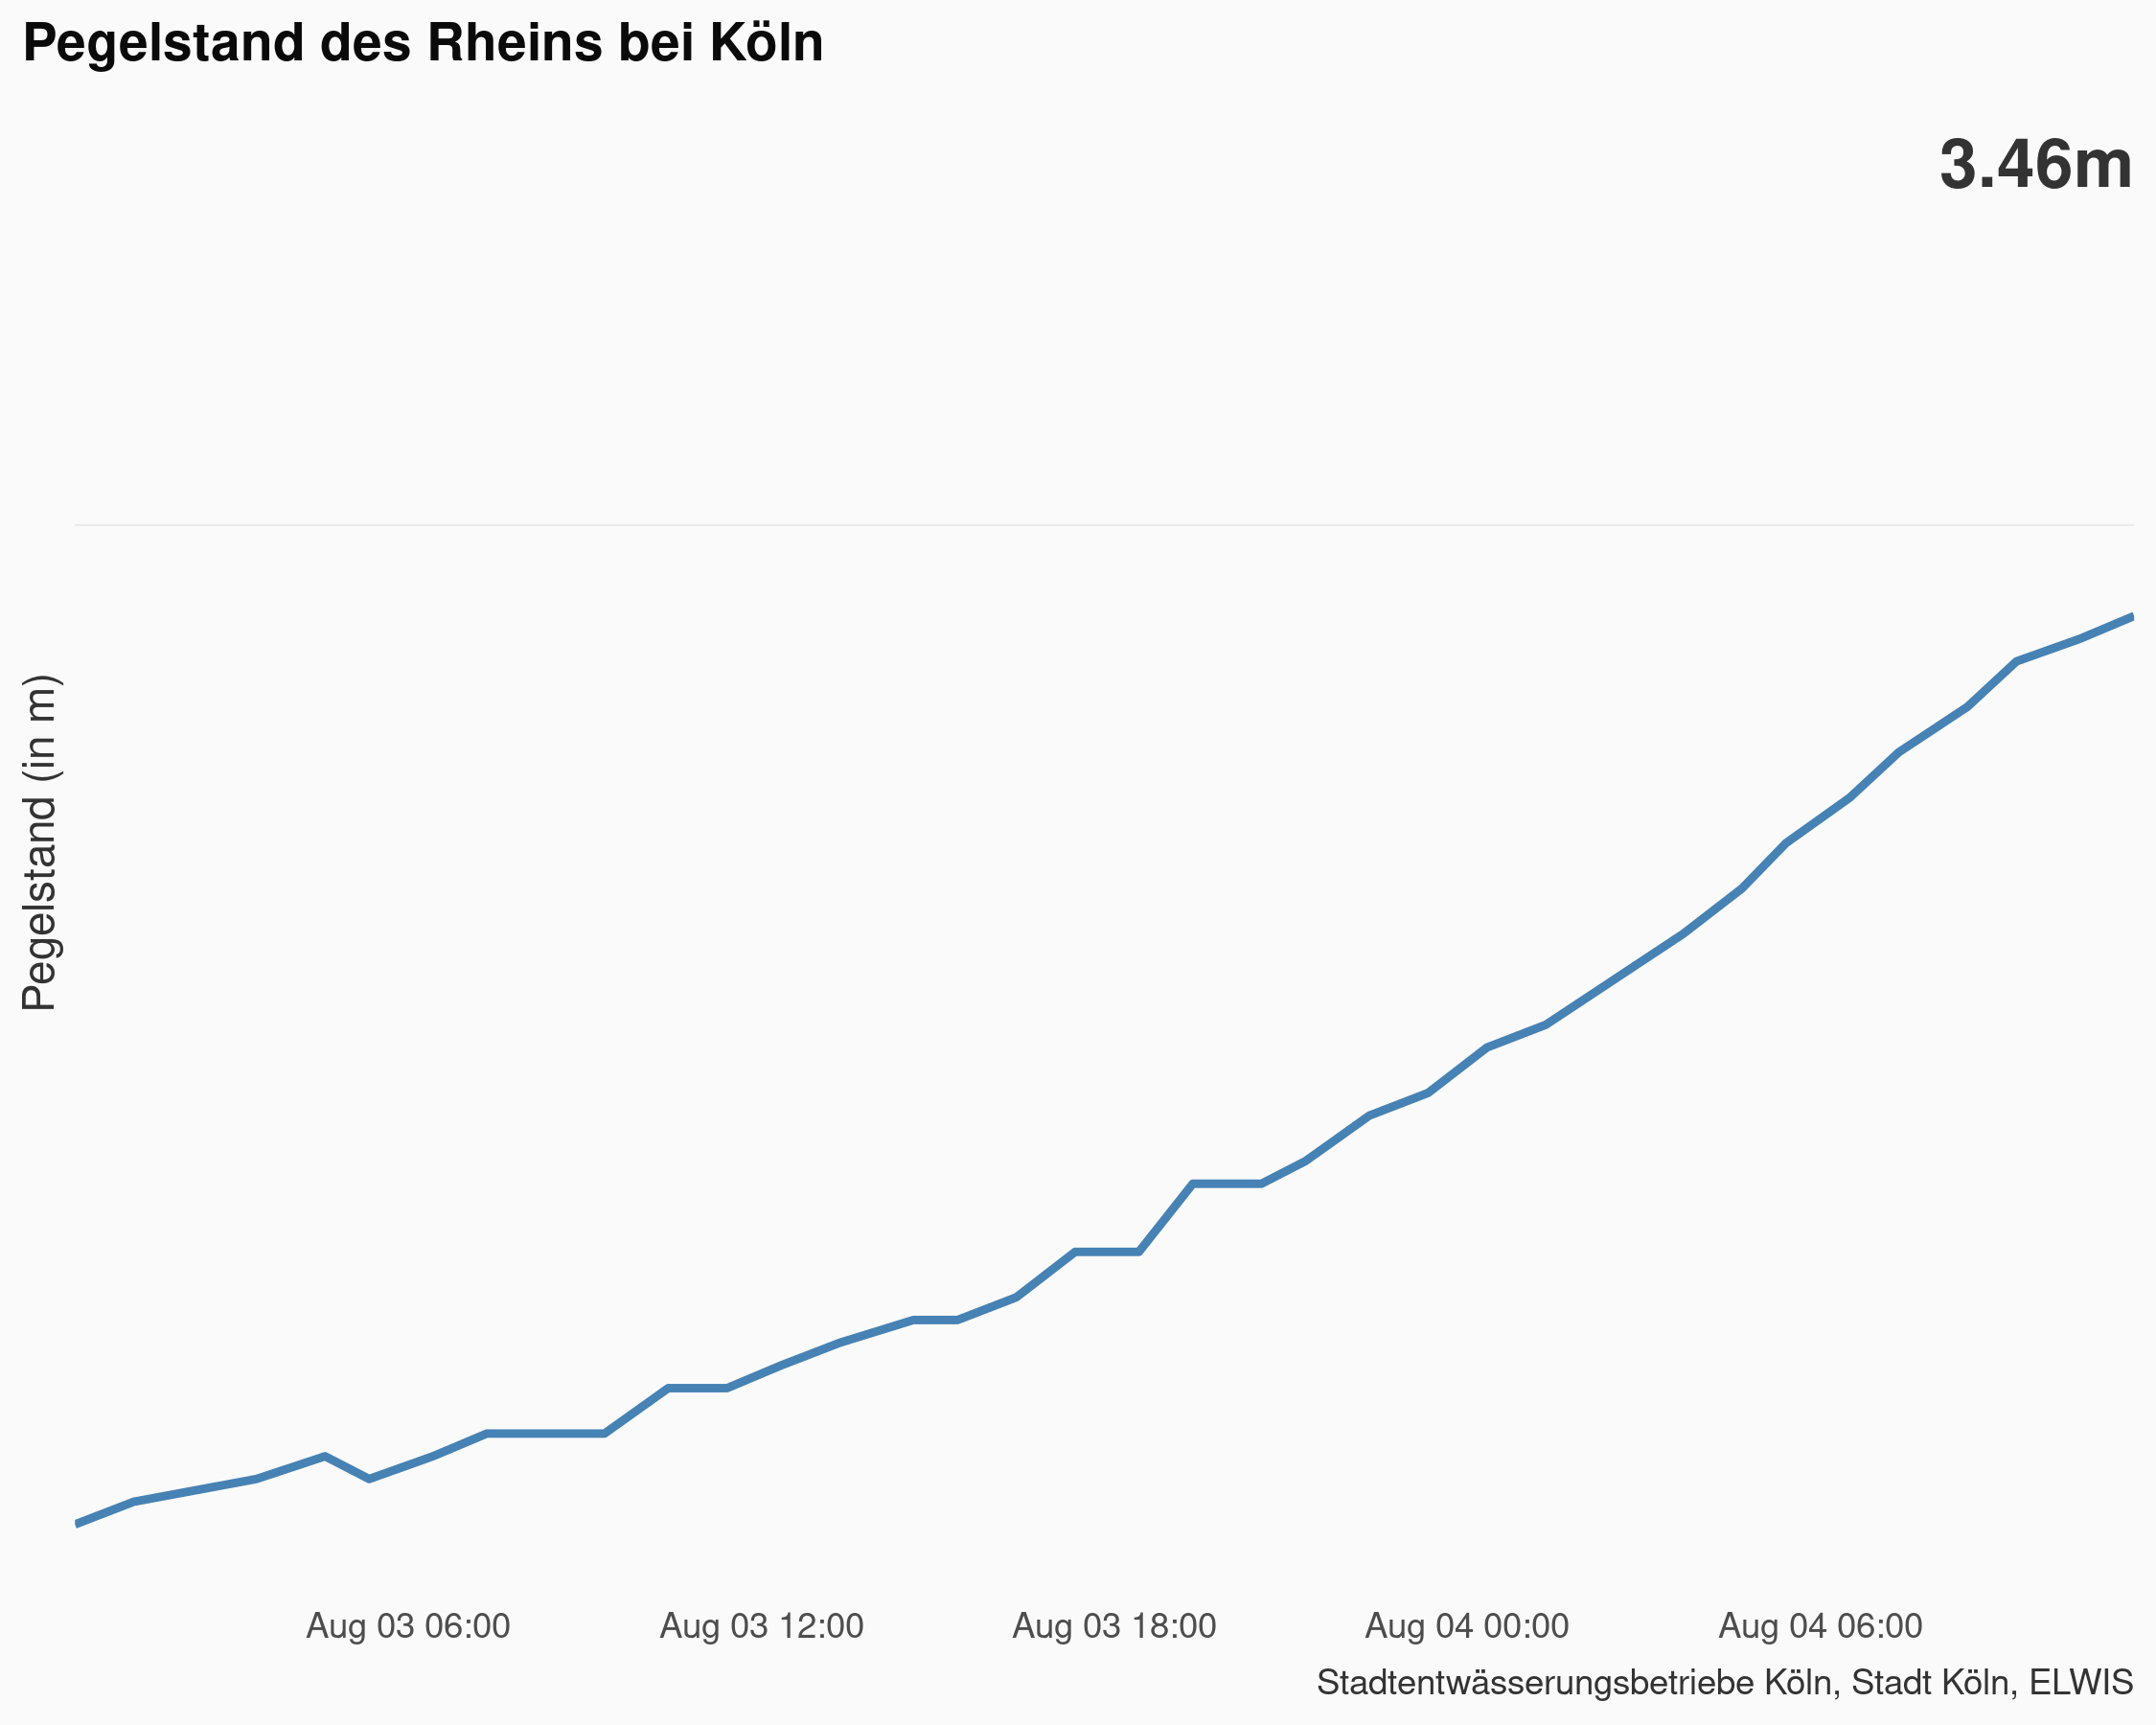 Pegelstand des Rheins bei Köln
3.46m
Pegelstand (in m)
Aug 03 06:00 Aug 03 12:00 Aug 03 18:00 Aug 04 00:00 Aug 04 06:00
Stadtentwässerungsbetriebe Köln, Stadt Köln, ELWIS